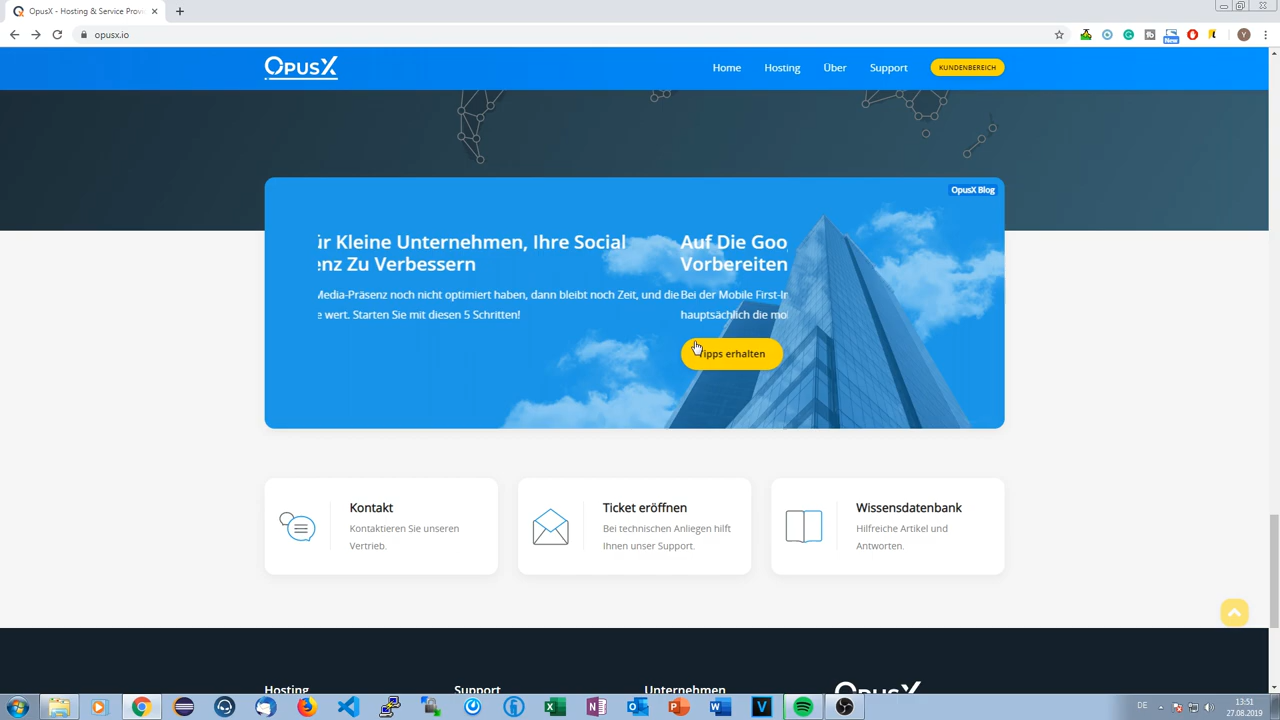 OpusX - Hosting & Service Provi
opusx.io
New
OPUSX
Home
Hosting
Über
Support
KUNDENBEREICH
OpusX Blog
ür Kleine Unternehmen, Ihre Social
enz Zu Verbessern
Media-Präsenz noch nicht optimiert haben, dann bleibt noch Zeit, und die
e wert. Starten Sie mit diesen 5 Schritten!
Auf Die Goo
Vorbereiten
Bei der Mobile First-In
hauptsächlich die mo
Tipps erhalten
Kontakt
Kontaktieren Sie unseren
Vertrieb.
Ticket eröffnen
Bei technischen Anliegen hilft
Ihnen unser Support.
Wissensdatenbank
Hilfreiche Artikel und
Antworten.
Hosting
Support
Unternehmen
OPUSX
DE
13:51
27.08.2019